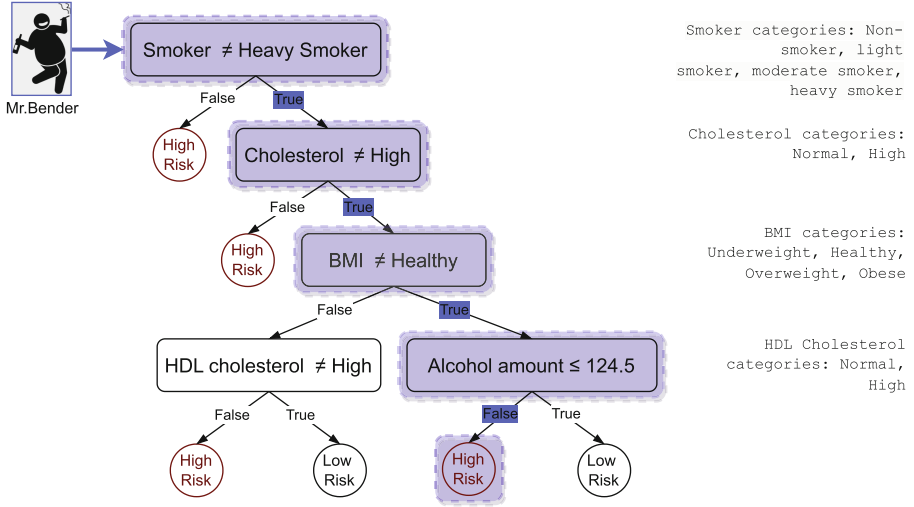 Mr.Bender
Smoker ≠ Heavy Smoker
False
True
High
Risk
Cholesterol ≠ High
False
True
High
Risk
BMI ≠ Healthy
False
True
HDL cholesterol ≠ High
Alcohol amount ≤ 124.5
False
True
False
True
High
Risk
Low
Risk
High
Risk
Low
Risk
Smoker categories: Non-
smoker, light
smoker, moderate smoker,
heavy smoker
Cholesterol categories:
Normal, High
BMI categories:
Underweight, Healthy,
Overweight, Obese
HDL Cholesterol
categories: Normal,
High